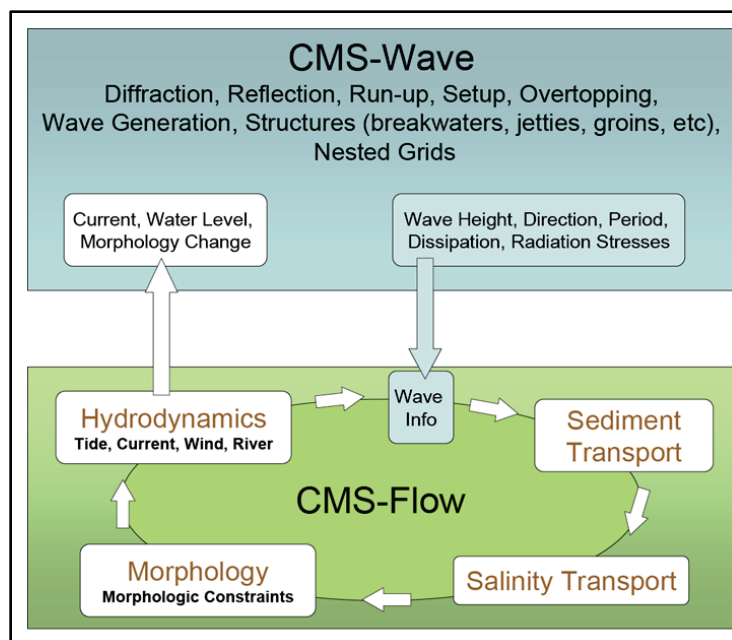 CMS-Wave
Diffraction, Reflection, Run-up, Setup, Overtopping,
Wave Generation, Structures (breakwaters, jetties, groins, etc),
Nested Grids
Current, Water Level,
Morphology Change
Wave Height, Direction, Period,
Dissipation, Radiation Stresses
Hydrodynamics
Tide, Current, Wind, River
Wave
Info
Sediment
Transport
CMS-Flow
Morphology
Morphologic Constraints
Salinity Transport